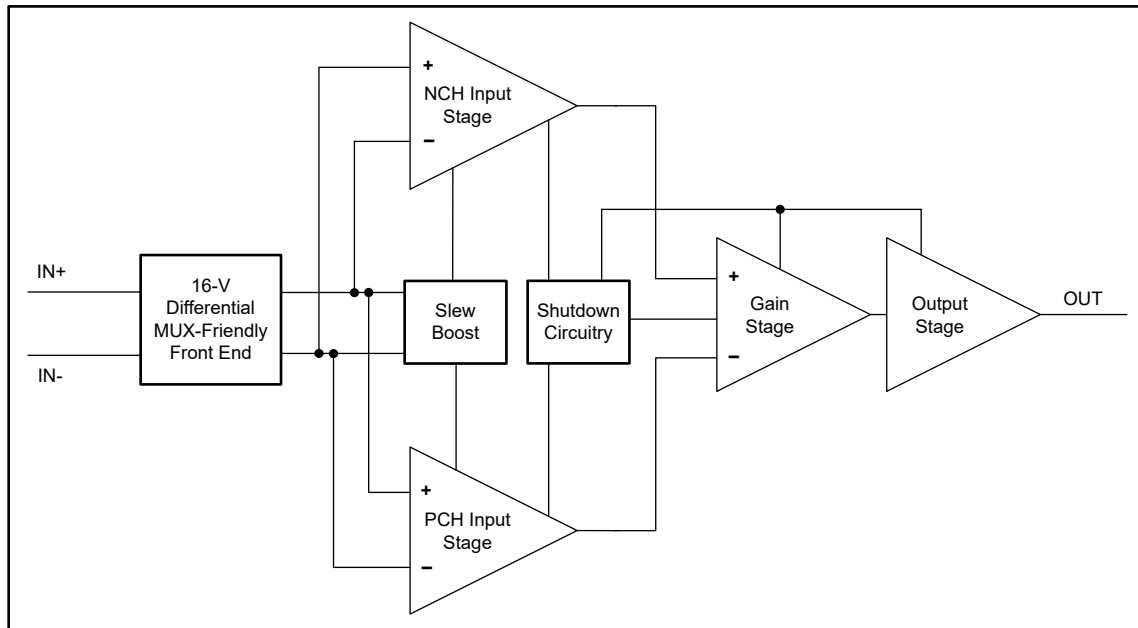 +
NCH Input
Stage
−
IN+
IN-
16-V
Differential
MUX-Friendly
Front End
Slew
Boost
Shutdown
Circuitry
+
Gain
Stage
−
Output
Stage
OUT
+
PCH Input
Stage
−